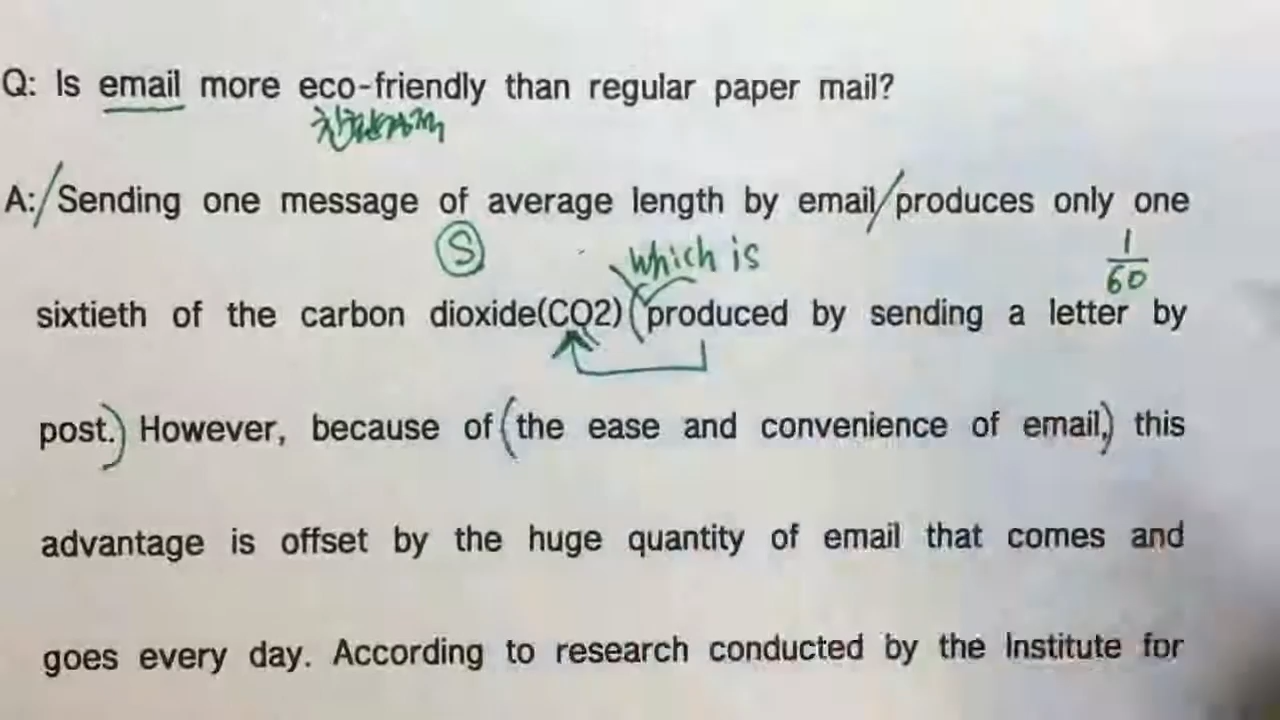 Q: Is email more eco-friendly than regular paper mail?
A: Sending one message of average length by email produces only one
S
which is
1
60
sixtieth of the carbon dioxide(CO2) produced by sending a letter by
post. However, because of the ease and convenience of email, this
advantage is offset by the huge quantity of email that comes and
goes every day. According to research conducted by the Institute for